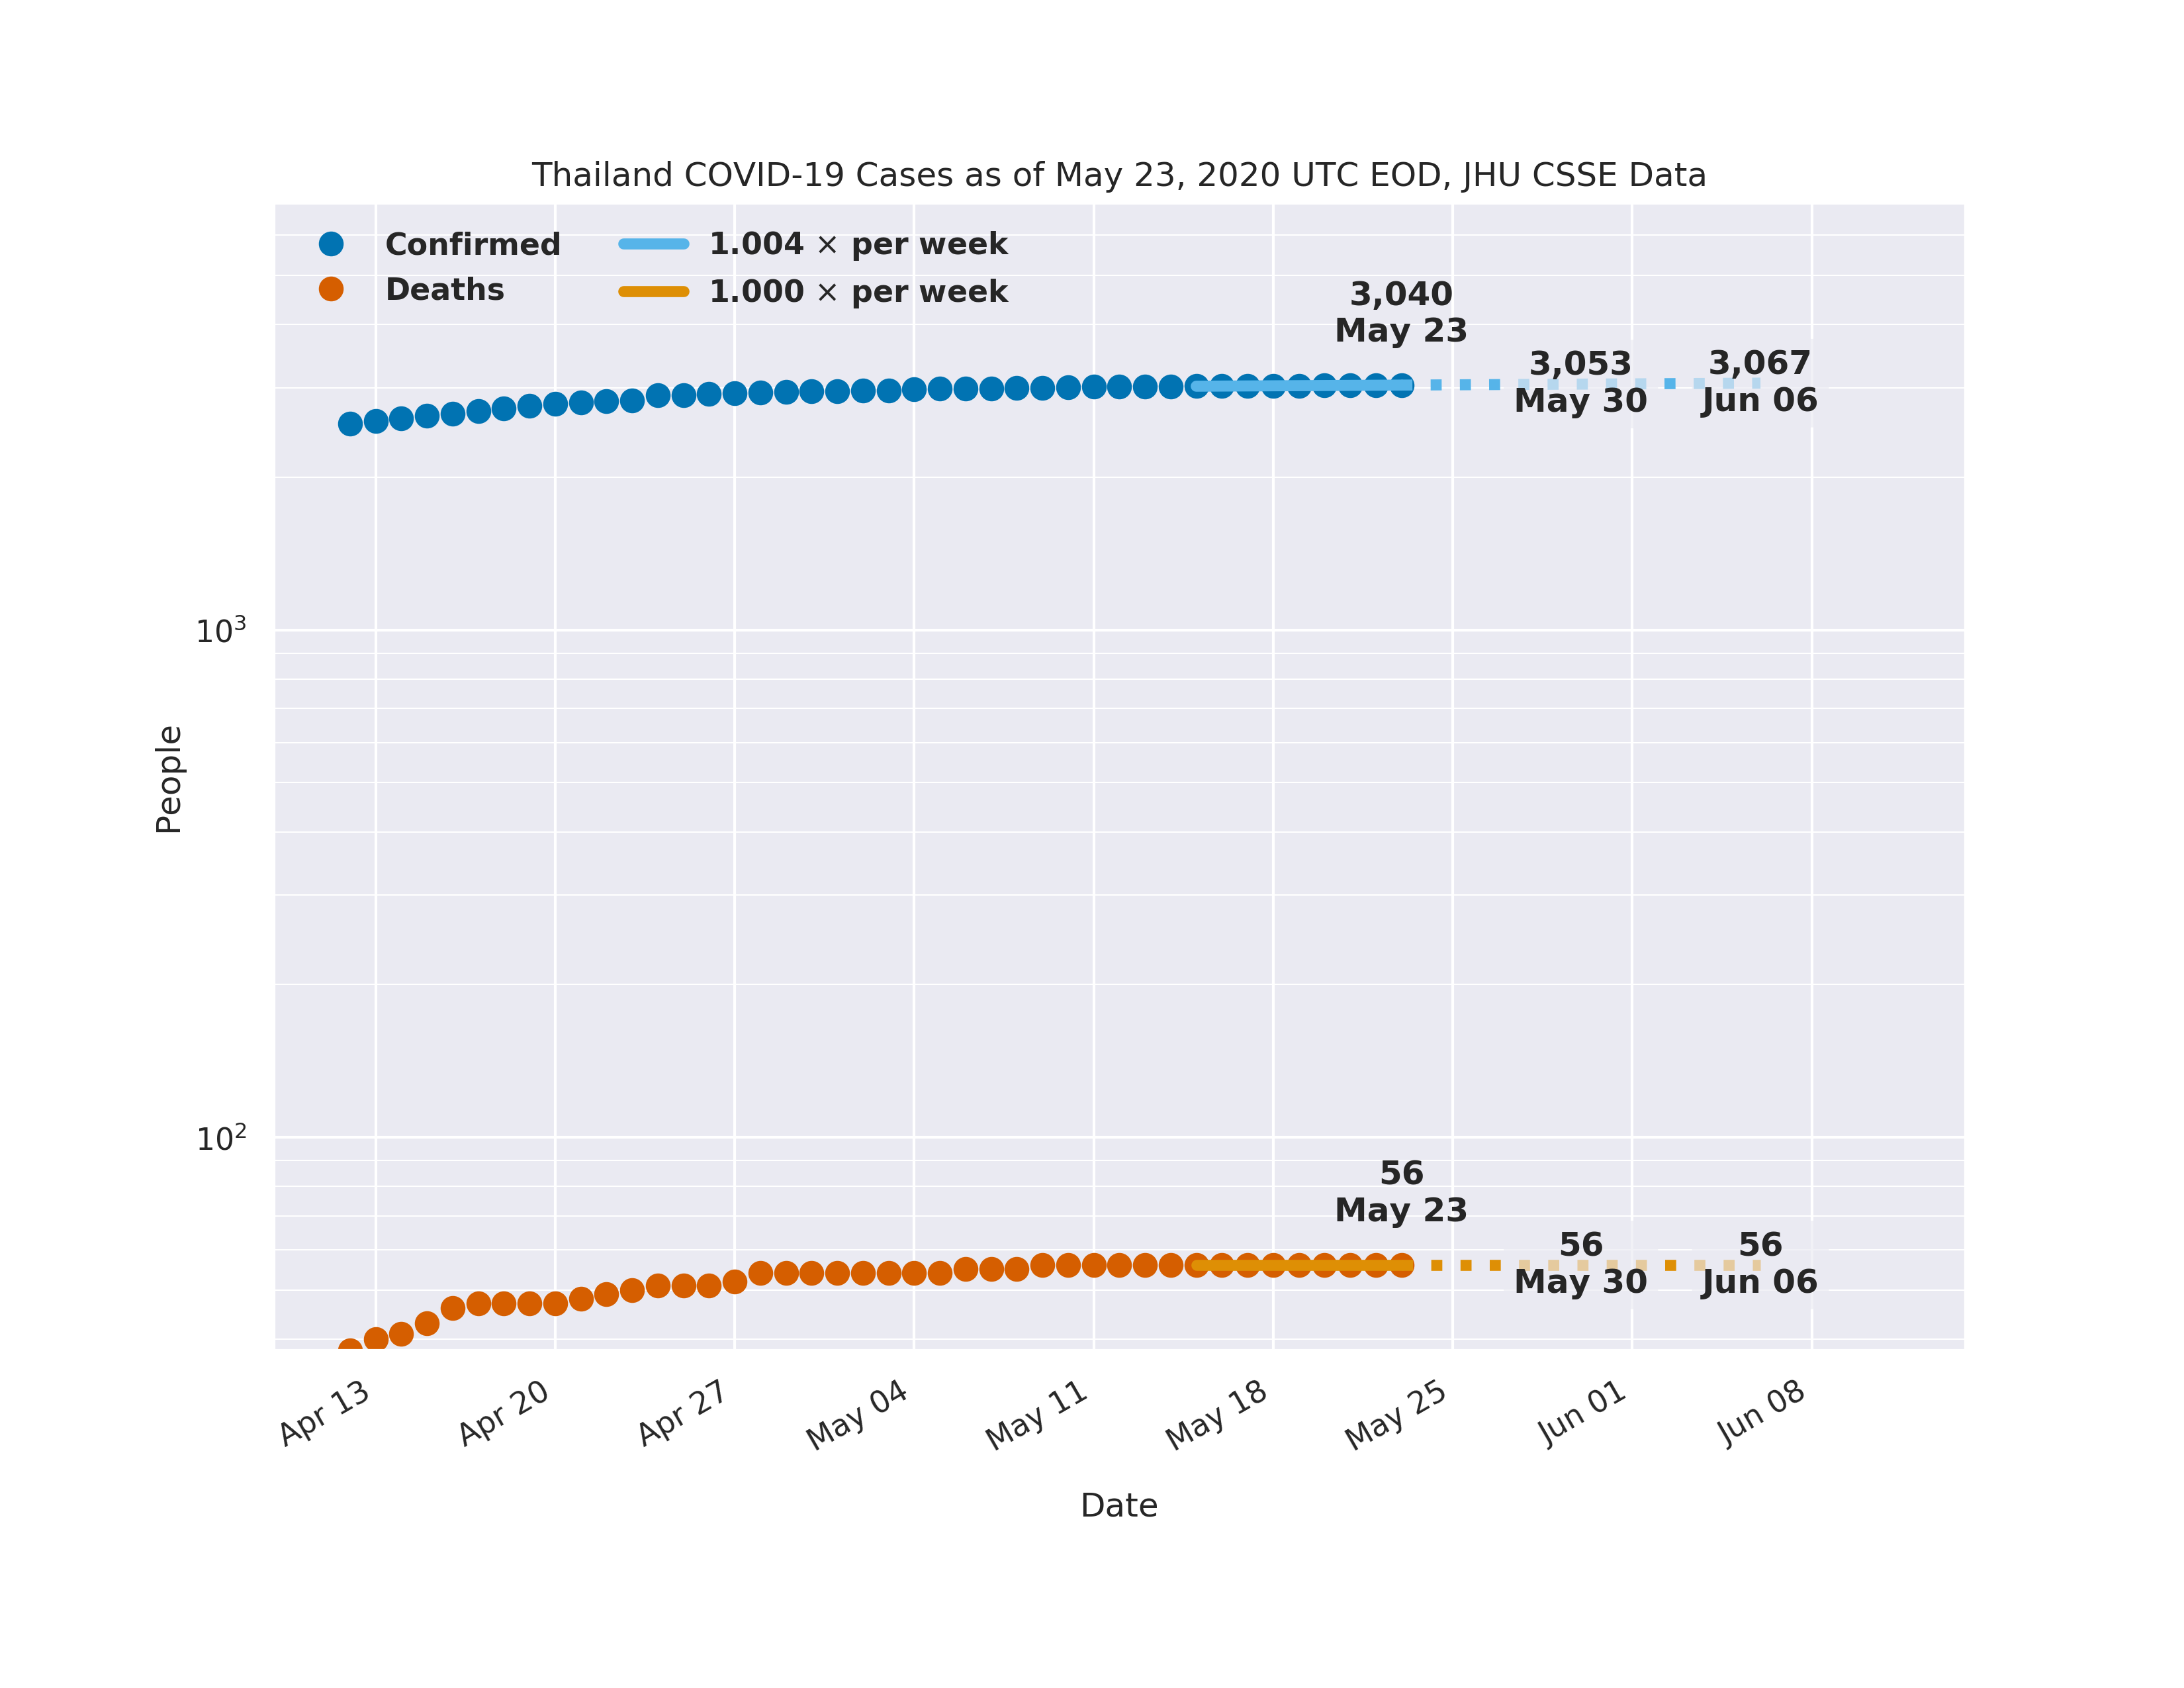 Thailand COVID-19 Cases as of May 23, 2020 UTC EOD, JHU CSSE Data
Confirmed
Deaths
1.004 × per week
1.000 × per week
3,040
May 23
3,053
May 30
3,067
Jun 06
10³
People
10²
56
May 23
56
May 30
56
Jun 06
Apr 13
Apr 20
Apr 27
May 04
May 11
May 18
May 25
Jun 01
Jun 08
Date